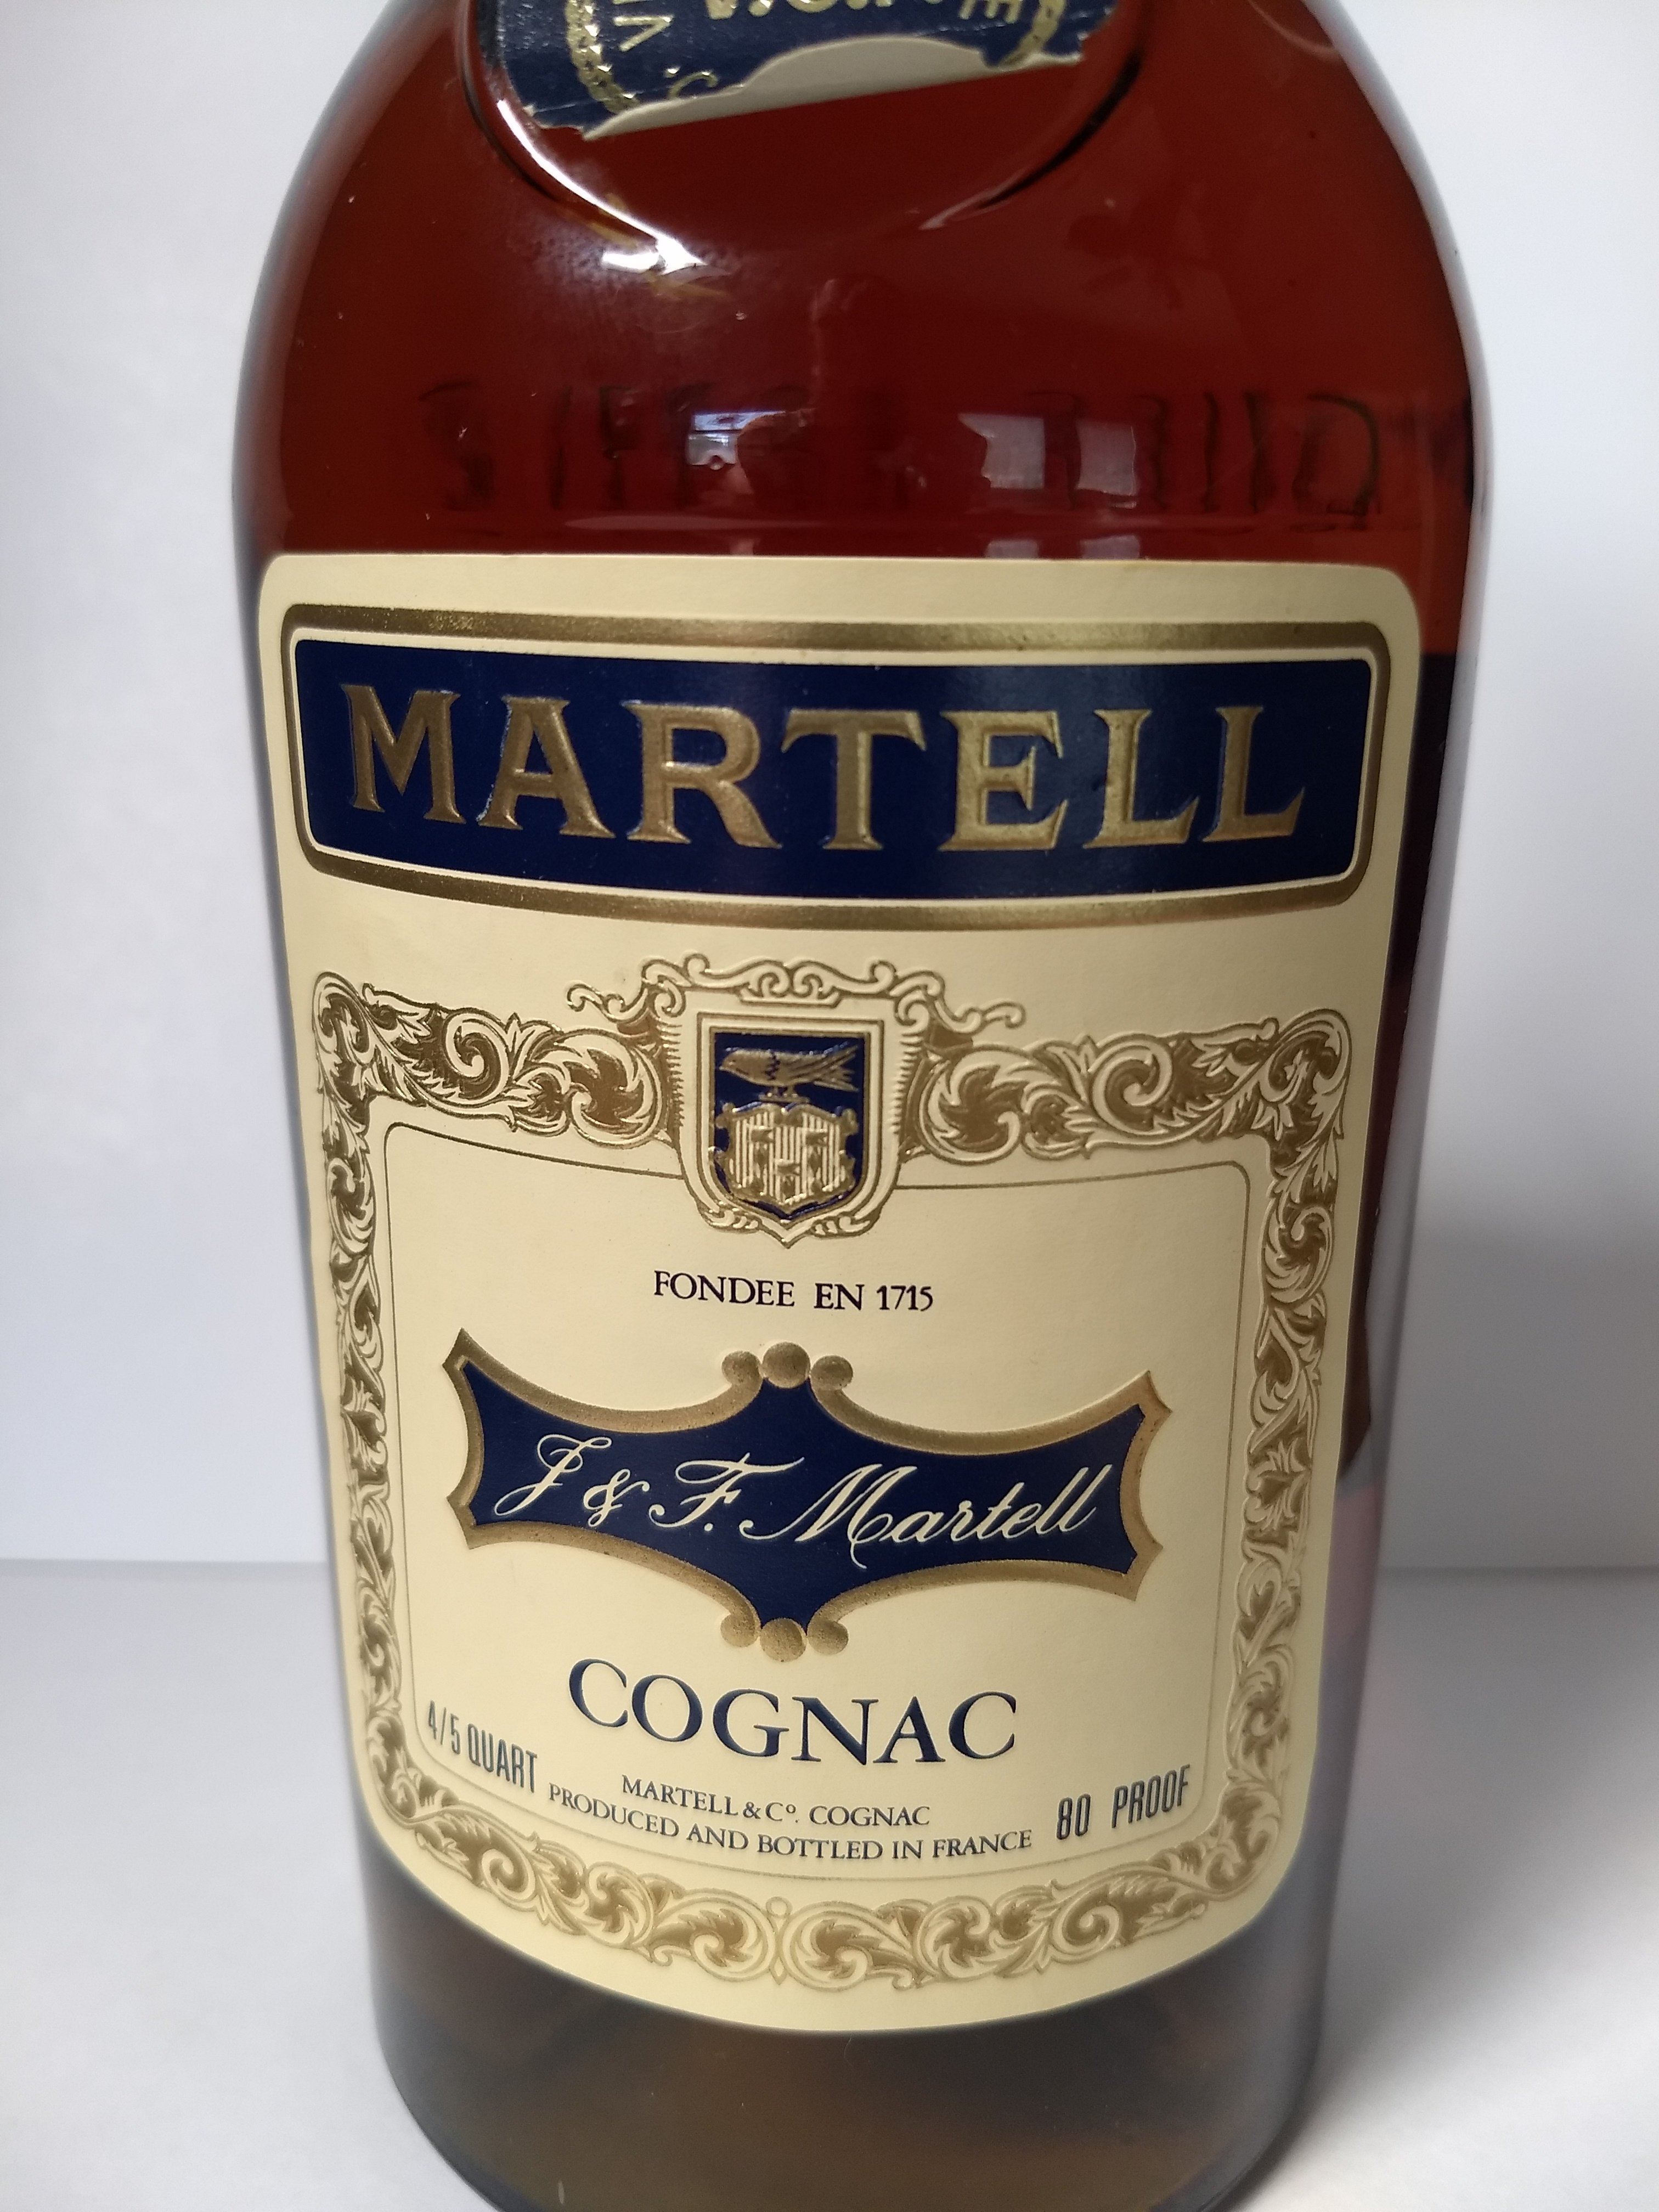 V.S.O.P.
MARTELL
FONDEE EN 1715
J & F. Martell
COGNAC
4/5 QUART
80 PROOF
MARTELL & Cº. COGNAC
PRODUCED AND BOTTLED IN FRANCE